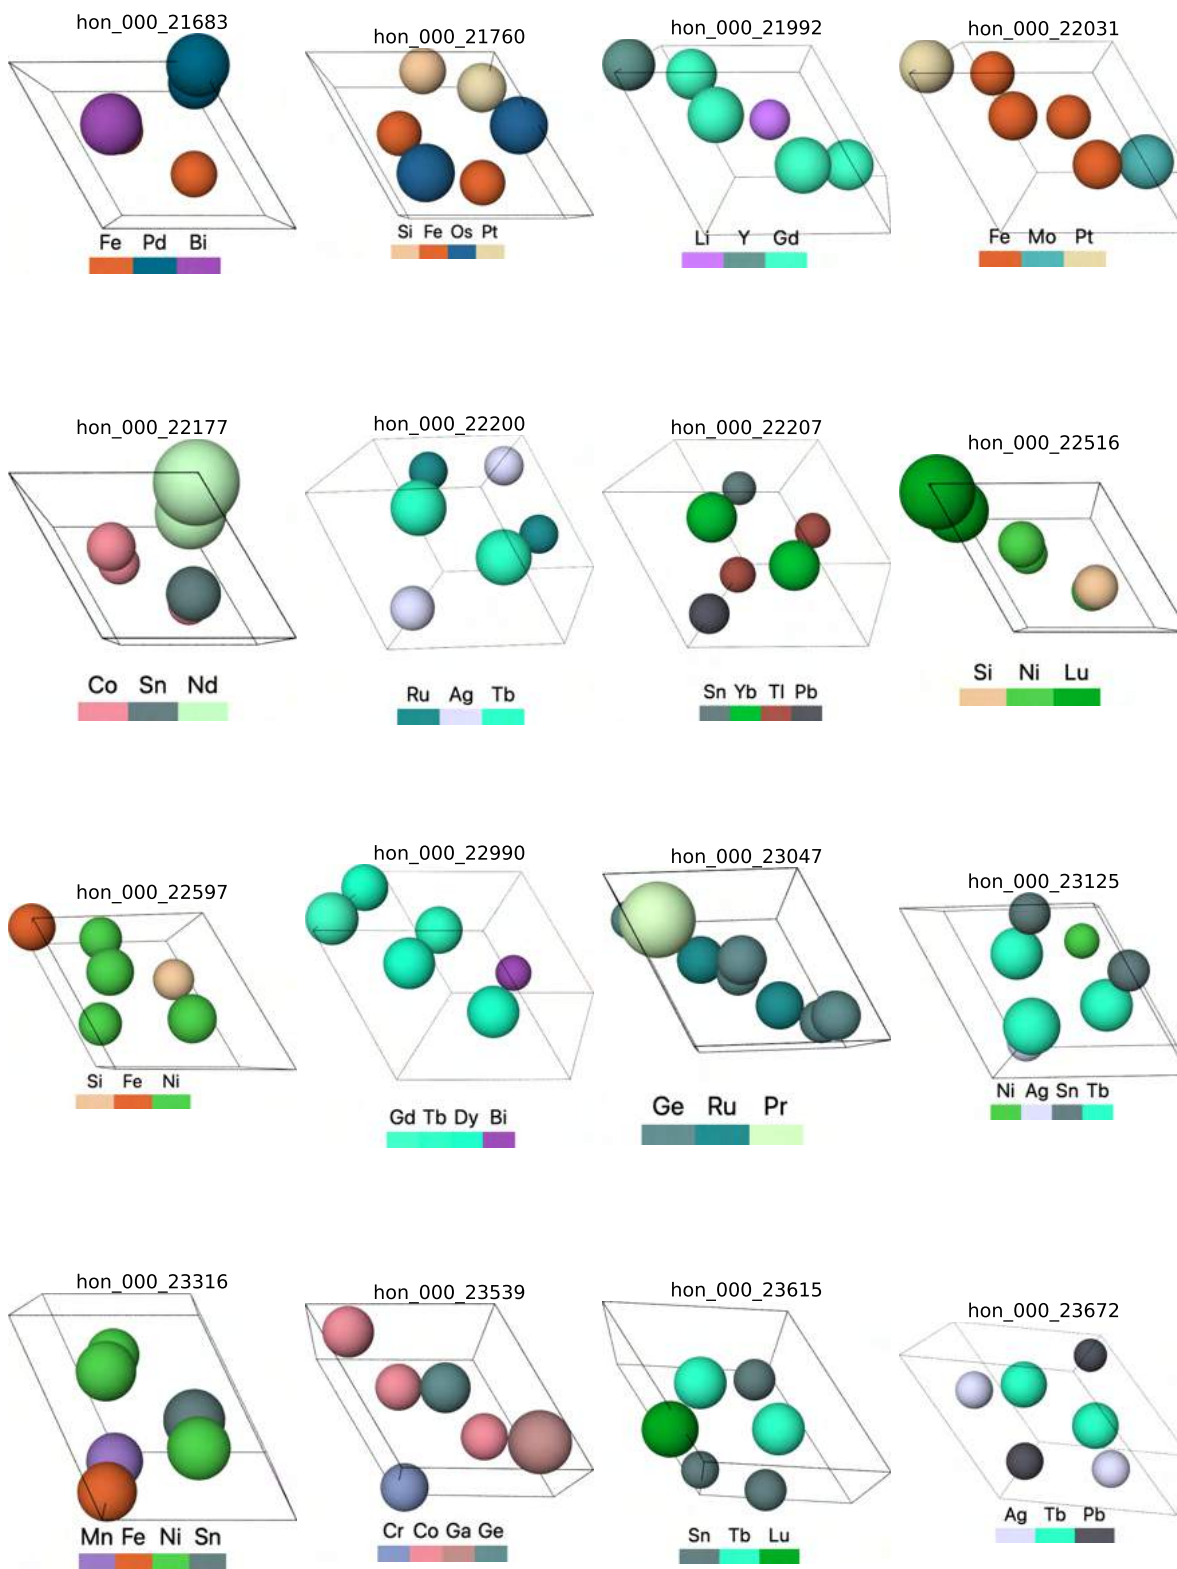 hon_000_21683
hon_000_21760
hon_000_21992
hon_000_22031
Fe Pd Bi
Si Fe Os Pt
Li Y Gd
Fe Mo Pt
hon_000_22177
hon_000_22200
hon_000_22207
hon_000_22516
Co Sn Nd
Ru Ag Tb
Sn Yb Tl Pb
Si Ni Lu
hon_000_22597
hon_000_22990
hon_000_23047
hon_000_23125
Si Fe Ni
Gd Tb Dy Bi
Ge Ru Pr
Ni Ag Sn Tb
hon_000_23316
hon_000_23539
hon_000_23615
hon_000_23672
Mn Fe Ni Sn
Cr Co Ga Ge
Sn Tb Lu
Ag Tb Pb